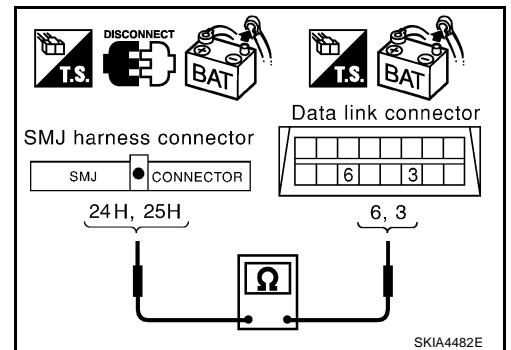 DISCONNECT
T.S.
BAT
T.S.
BAT
Data link connector
SMJ harness connector
SMJ
CONNECTOR
6
3
24H, 25H
6, 3
Ω
SKIA4482E